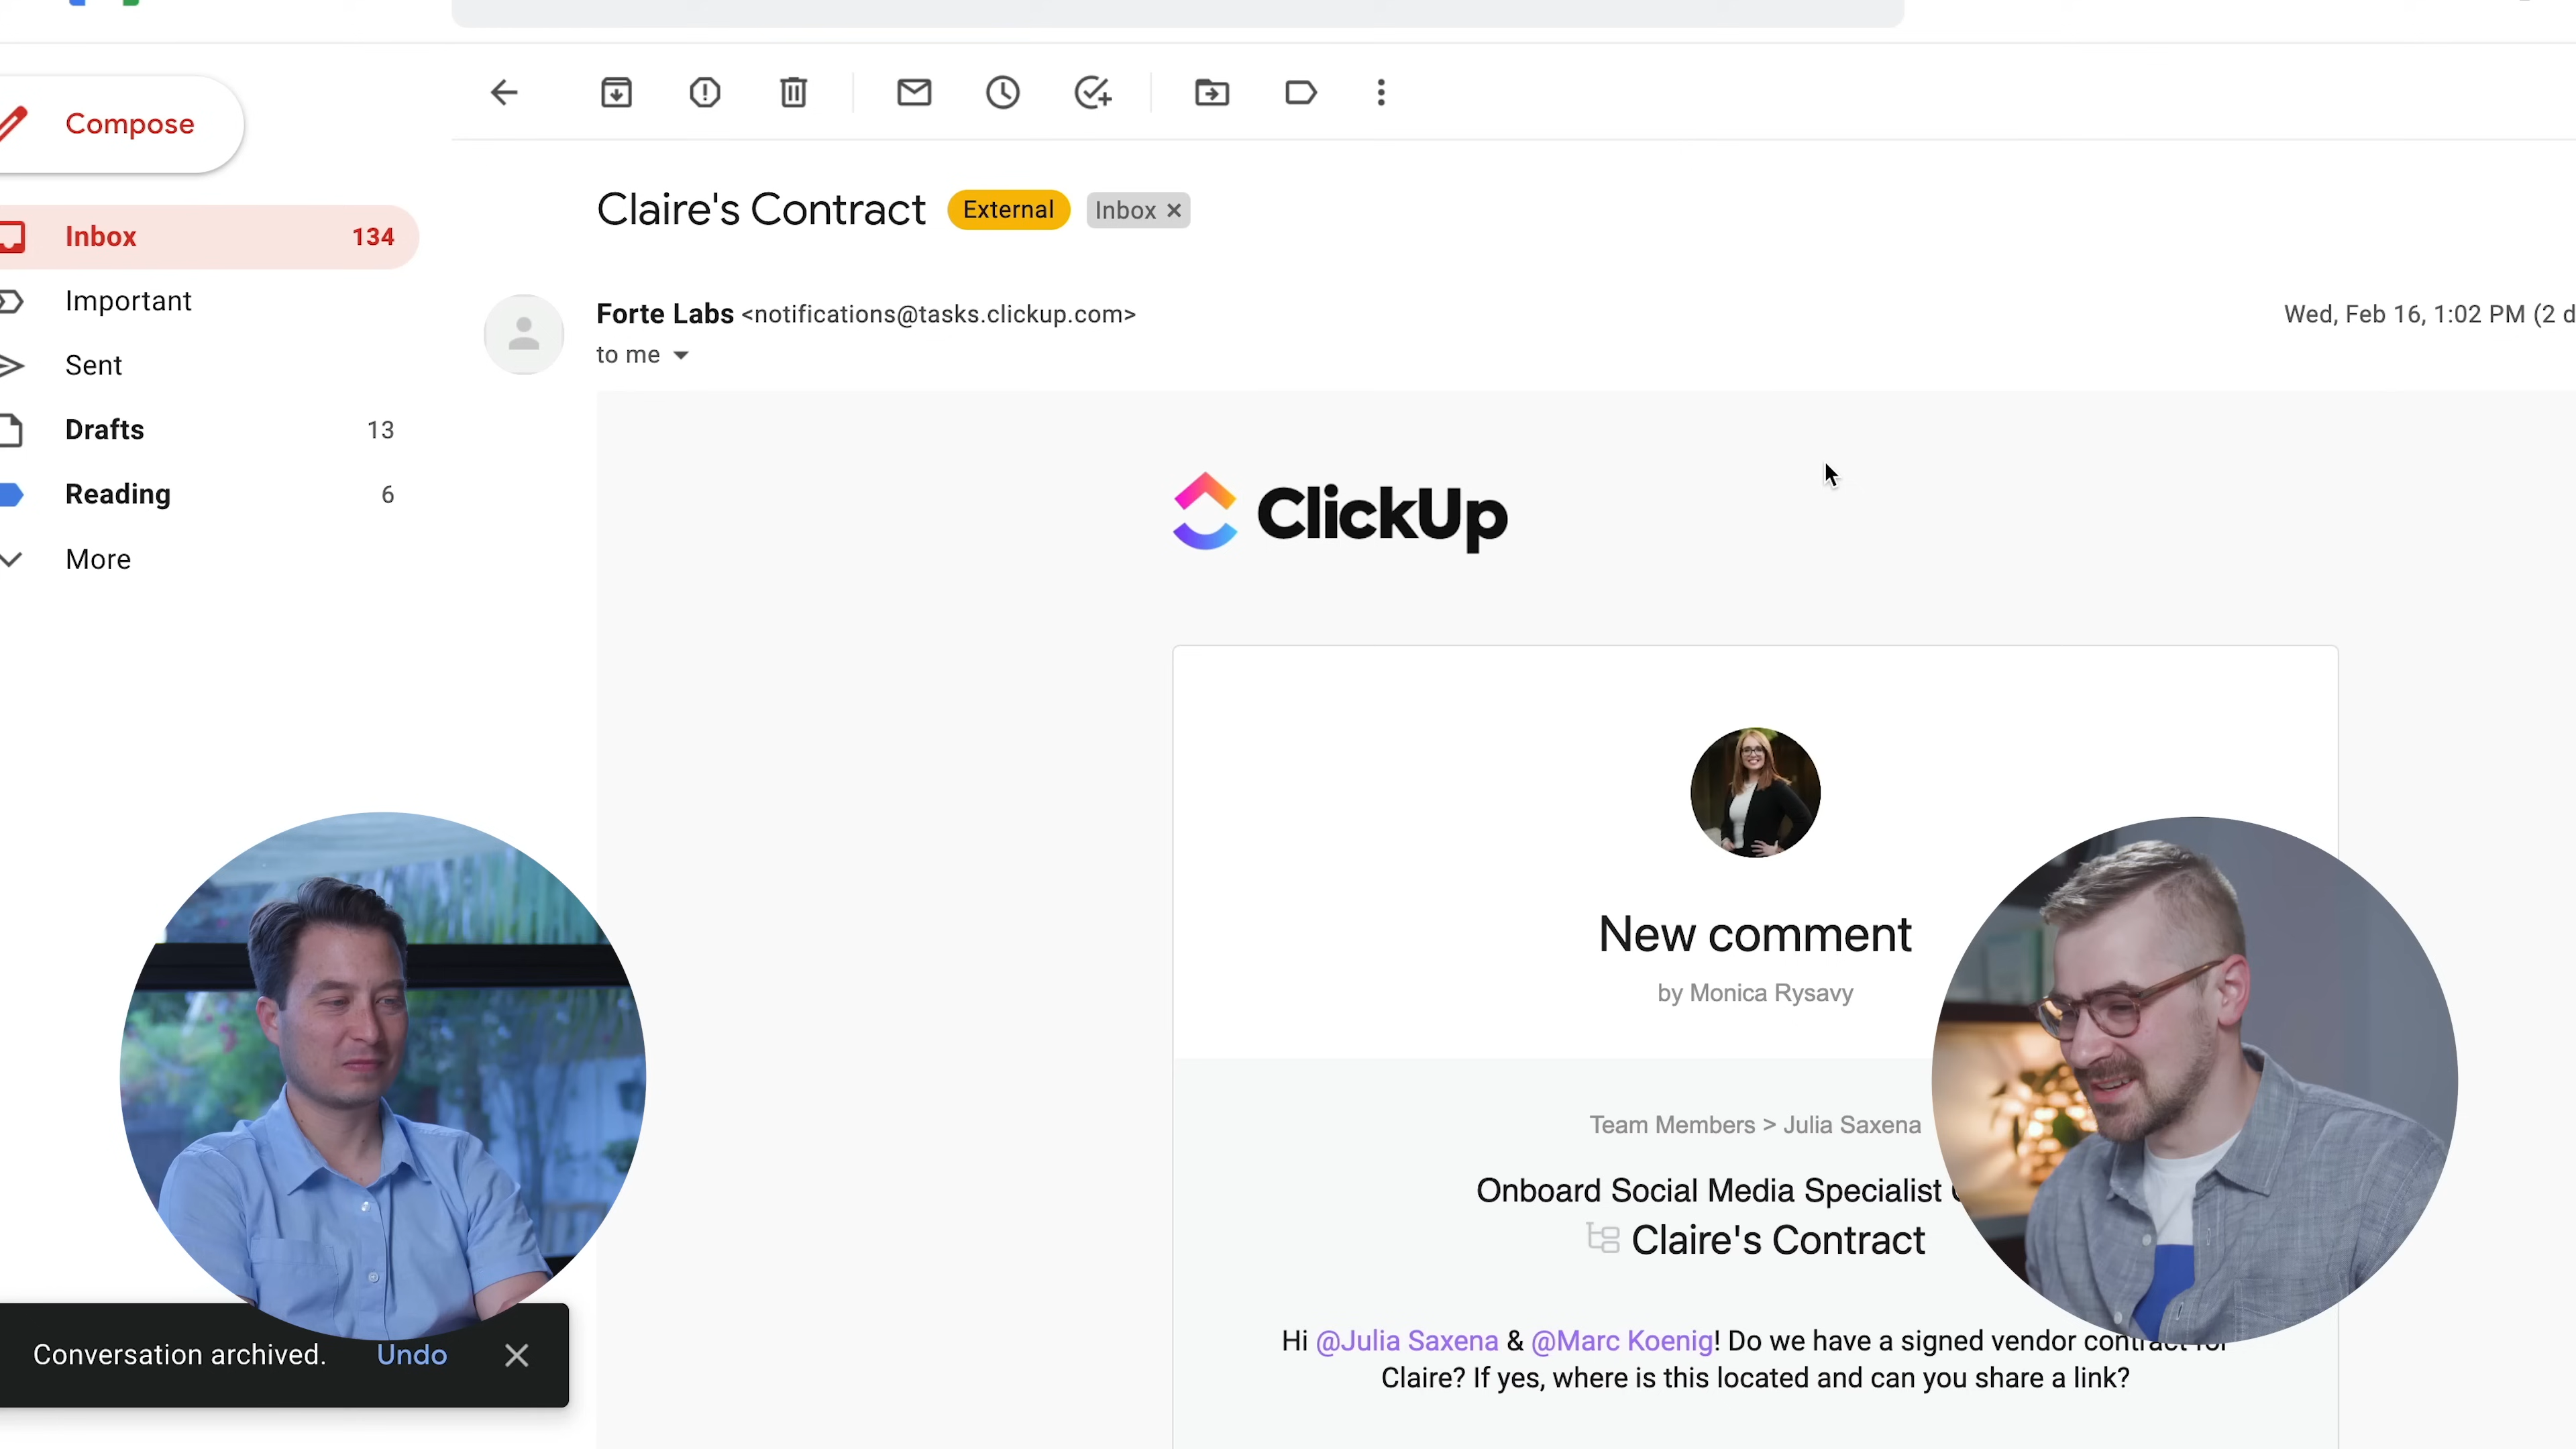 Compose
Inbox 134
Important
Sent
Drafts 13
Reading 6
More
Claire's Contract External Inbox ×
Forte Labs <notifications@tasks.clickup.com> Wed, Feb 16, 1:02 PM (2 d
to me
ClickUp
New comment
by Monica Rysavy
Team Members > Julia Saxena
Onboard Social Media Specialist
Claire's Contract
Hi @Julia Saxena & @Marc Koenig! Do we have a signed vendor contract for
Claire? If yes, where is this located and can you share a link?
Conversation archived. Undo